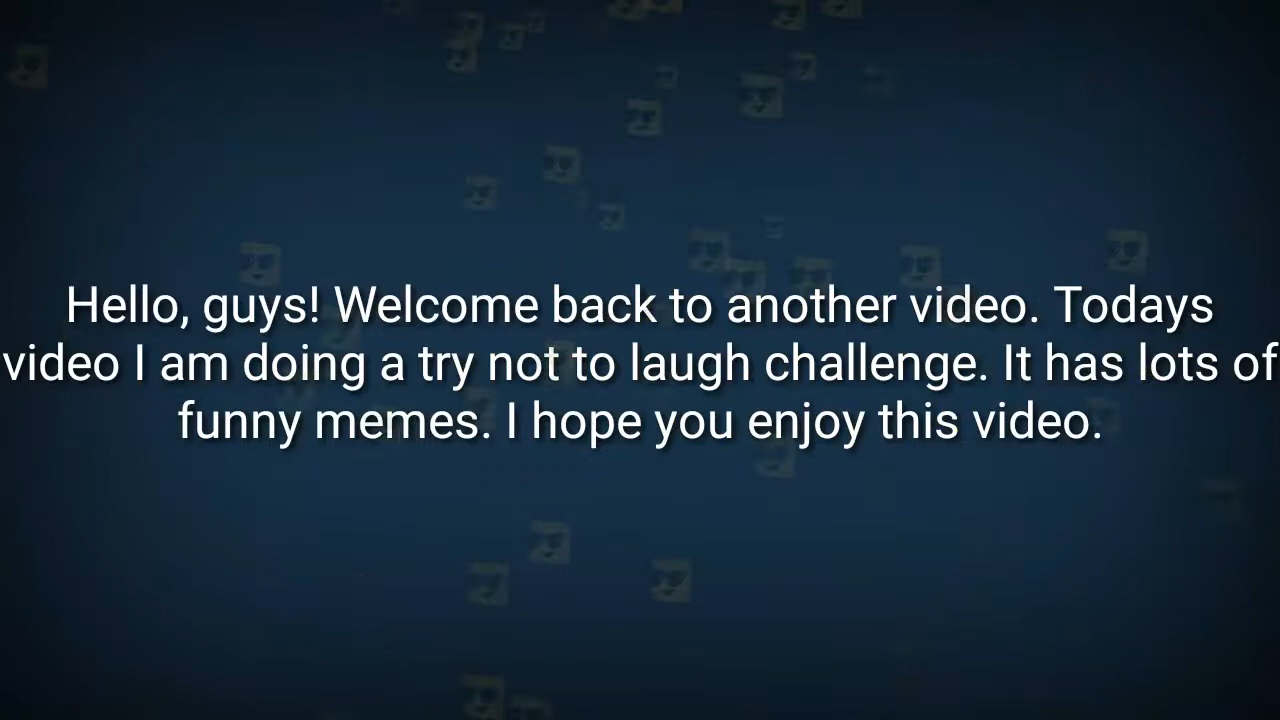 Hello, guys! Welcome back to another video. Todays
video I am doing a try not to laugh challenge. It has lots of
funny memes. I hope you enjoy this video.